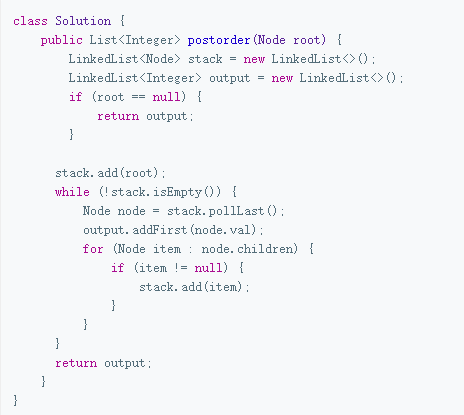 class Solution {
    public List<Integer> postorder(Node root) {
        LinkedList<Node> stack = new LinkedList<>();
        LinkedList<Integer> output = new LinkedList<>();
        if (root == null) {
            return output;
        }

      stack.add(root);
      while (!stack.isEmpty()) {
          Node node = stack.pollLast();
          output.addFirst(node.val);
          for (Node item : node.children) {
              if (item != null) {
                  stack.add(item);
              }
          }
      }
      return output;
    }
}